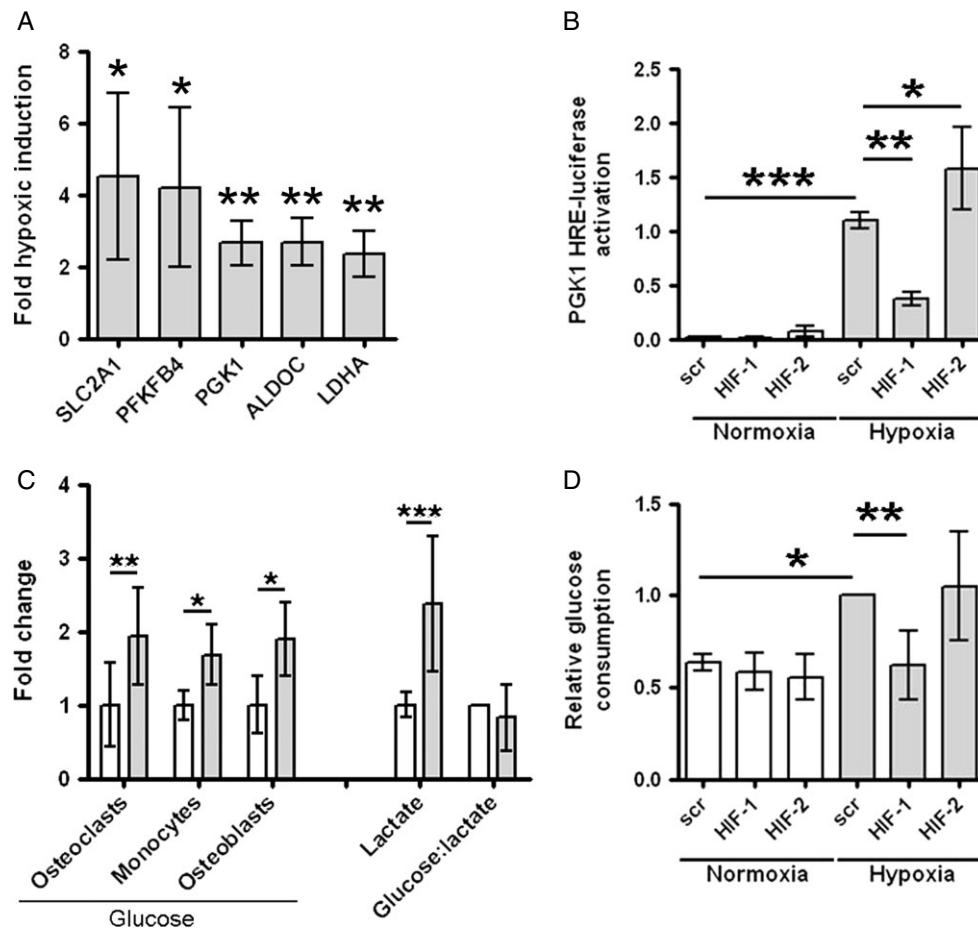 A
Fold hypoxic induction
8
6
4
2
0
* * ** ** **
SLC2A1 PFKFB4 PGK1 ALDOC LDHA
B
PGK1 HRE-luciferase
activation
2.5
2.0
1.5
1.0
0.5
0.0
*
**
***
scr HIF-1 HIF-2 scr HIF-1 HIF-2
Normoxia Hypoxia
C
Fold change
4
3
2
1
0
** * * ***
Osteoclasts Monocytes Osteoblasts Lactate Glucose:lactate
Glucose
D
Relative glucose
consumption
1.5
1.0
0.5
0.0
**
*
scr HIF-1 HIF-2 scr HIF-1 HIF-2
Normoxia Hypoxia